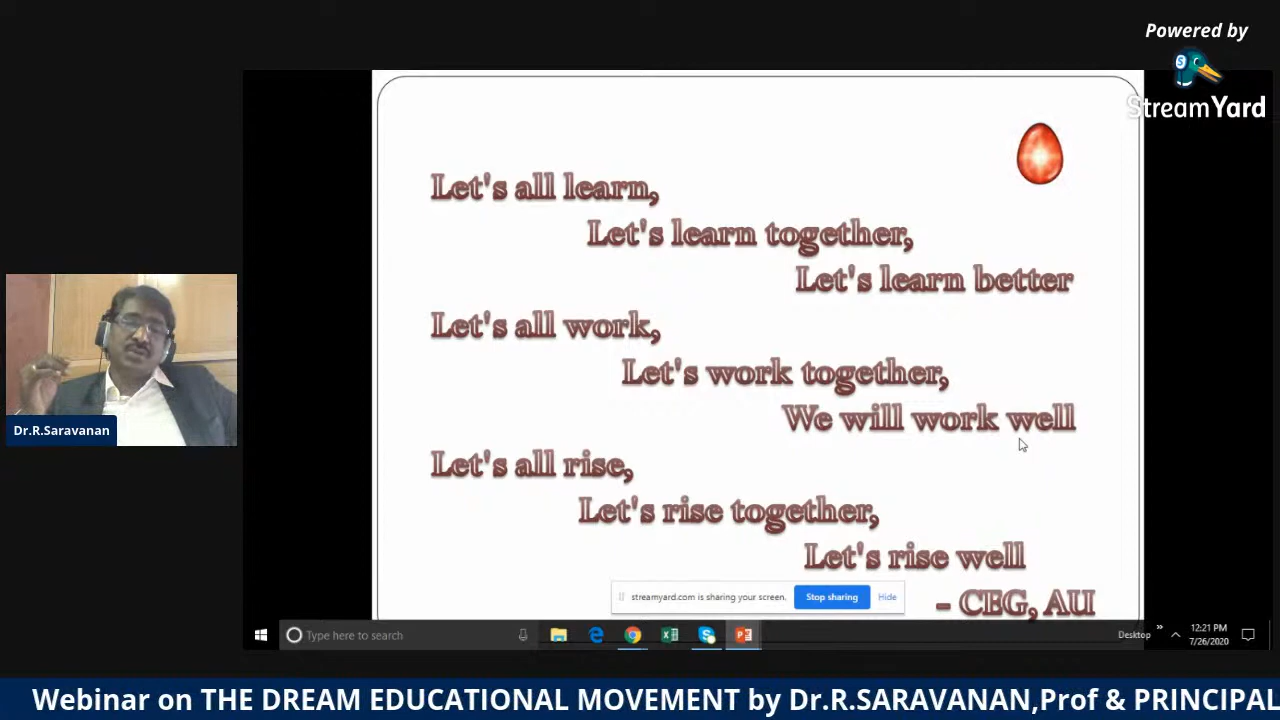 Powered by
StreamYard
Let's all learn,
Let's learn together,
Let's learn better
Let's all work,
Let's work together,
We will work well
Let's all rise,
Let's rise together,
Let's rise well
- CEG, AU
Dr.R.Saravanan
streamyard.com is sharing your screen.
Stop sharing
Hide
Type here to search
Desktop
12:21 PM
7/26/2020
Webinar on THE DREAM EDUCATIONAL MOVEMENT by Dr.R.SARAVANAN,Prof & PRINCIPAL